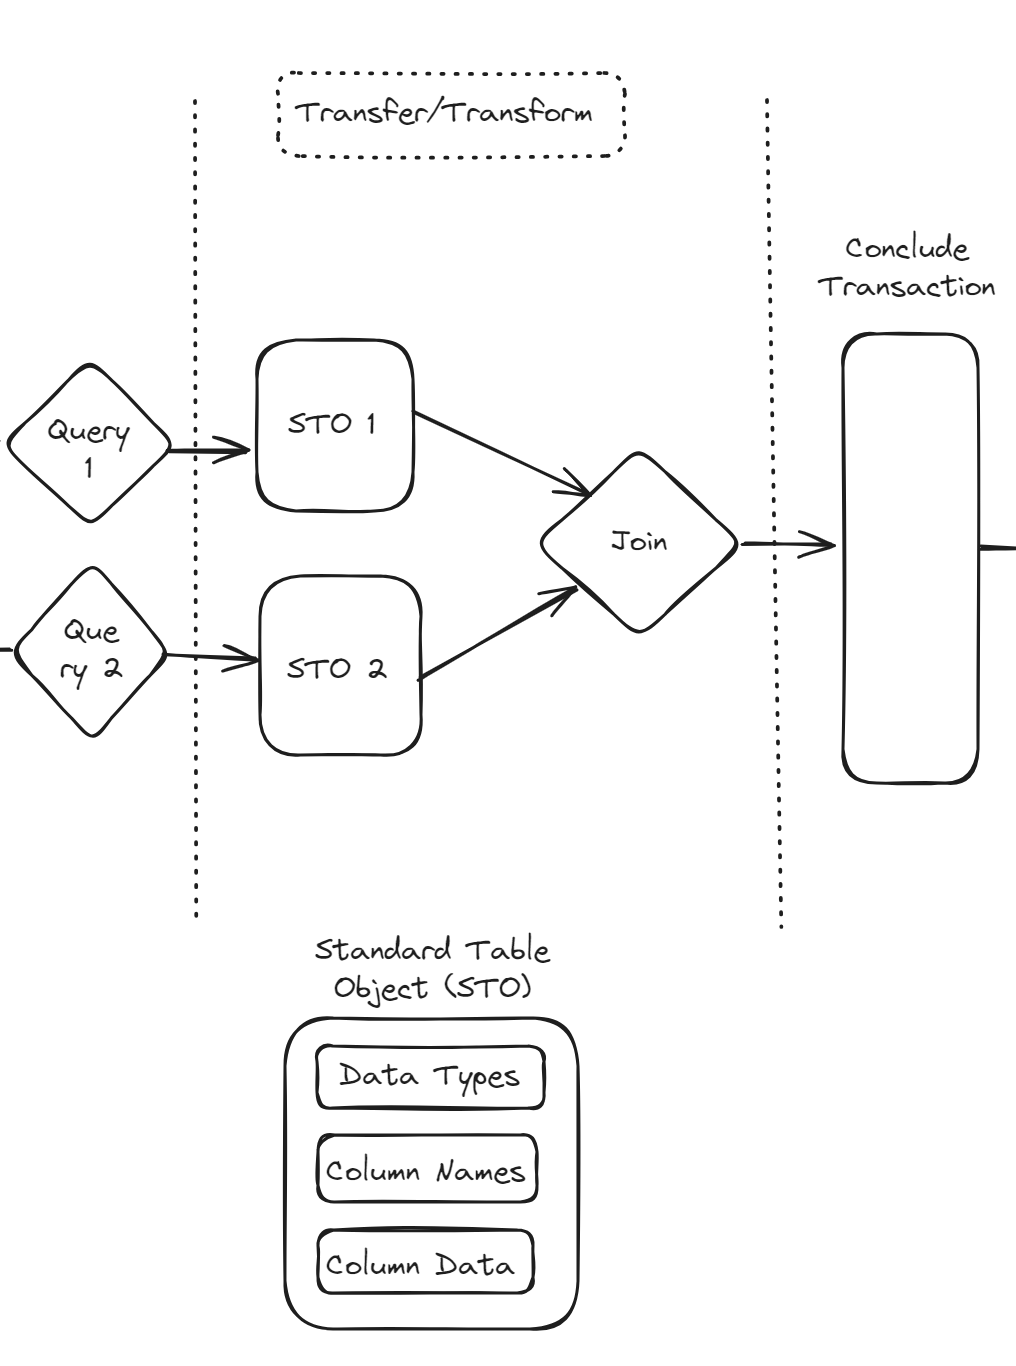 Transfer/Transform
Conclude
Transaction
Query
1
STO 1
Join
Que
ry 2
STO 2
Standard Table
Object (STO)
Data Types
Column Names
Column Data